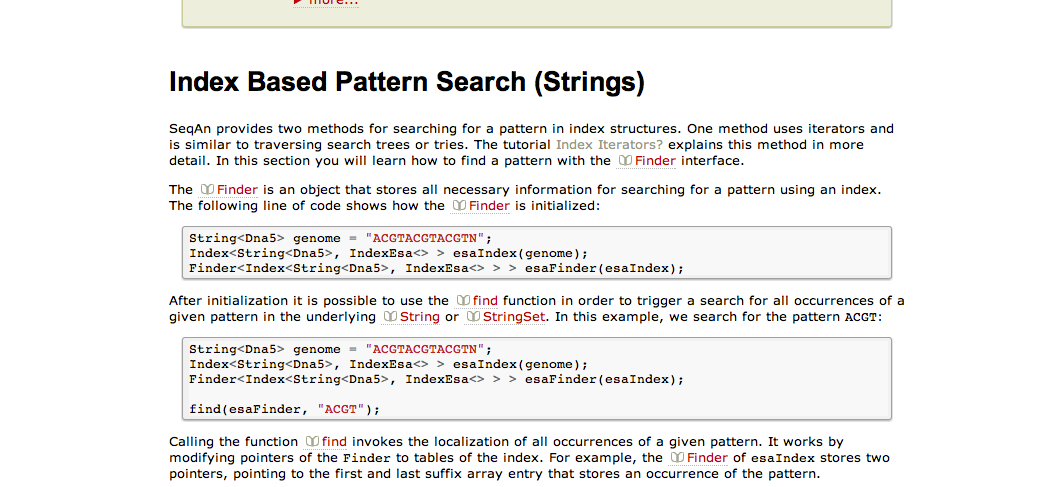 more...
Index Based Pattern Search (Strings)
SeqAn provides two methods for searching for a pattern in index structures. One method uses iterators and
is similar to traversing search trees or tries. The tutorial Index Iterators? explains this method in more
detail. In this section you will learn how to find a pattern with the Finder interface.
The Finder is an object that stores all necessary information for searching for a pattern using an index.
The following line of code shows how the Finder is initialized:
String<Dna5> genome = "ACGTACGTACGTN";
Index<String<Dna5>, IndexEsa<> > esaIndex(genome);
Finder<Index<String<Dna5>, IndexEsa<> > > esaFinder(esaIndex);
After initialization it is possible to use the find function in order to trigger a search for all occurrences of a
given pattern in the underlying String or StringSet. In this example, we search for the pattern ACGT:
String<Dna5> genome = "ACGTACGTACGTN";
Index<String<Dna5>, IndexEsa<> > esaIndex(genome);
Finder<Index<String<Dna5>, IndexEsa<> > > esaFinder(esaIndex);
find(esaFinder, "ACGT");
Calling the function find invokes the localization of all occurrences of a given pattern. It works by
modifying pointers of the Finder to tables of the index. For example, the Finder of esaIndex stores two
pointers, pointing to the first and last suffix array entry that stores an occurrence of the pattern.